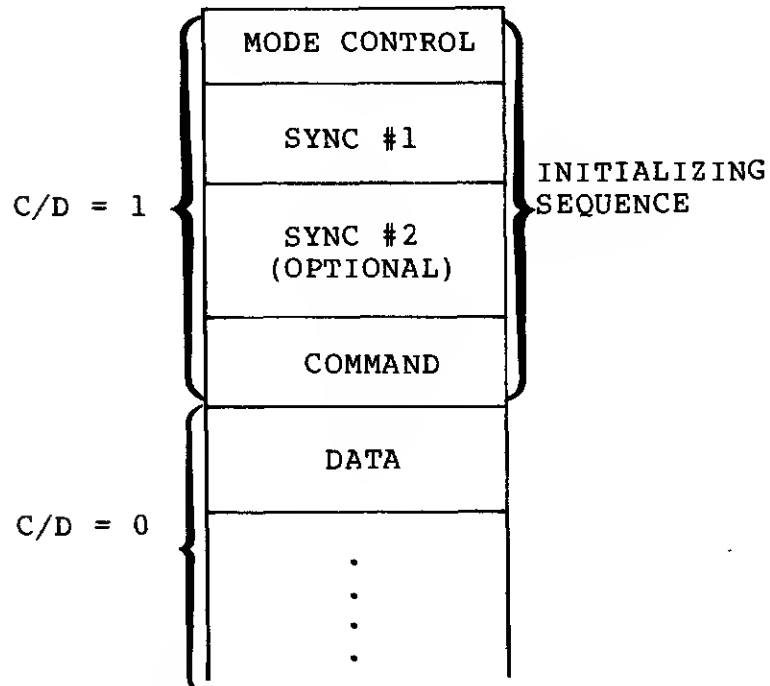 MODE CONTROL
SYNC #1
C/D = 1
INITIALIZING
SEQUENCE
SYNC #2
(OPTIONAL)
COMMAND
DATA
C/D = 0